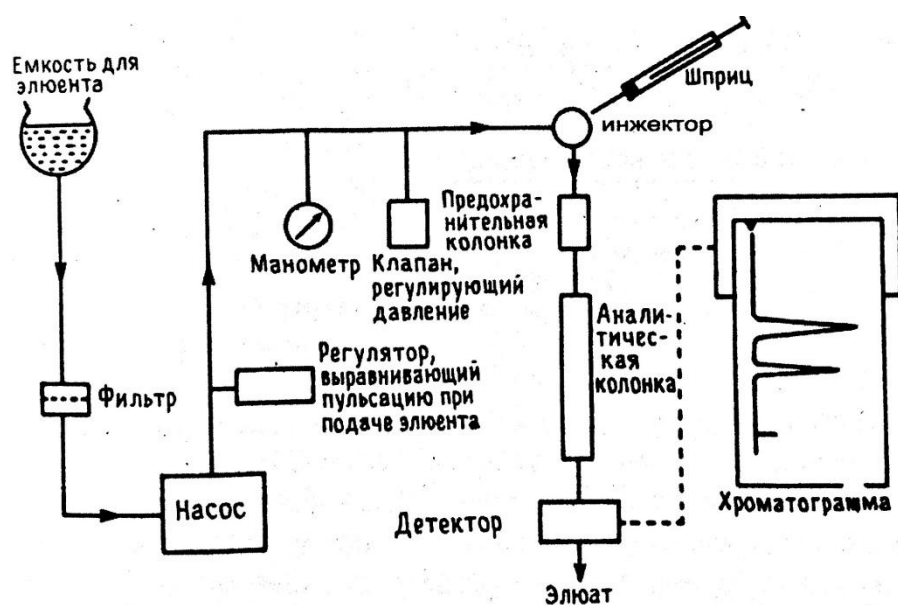 Емкость для
элюента
Шприц
инжектор
Предохра-
нительная
колонка
Манометр
Клапан,
регулирующий
давление
Анали-
тичес-
кая
колонка
Регулятор,
выравнивающий
пульсацию при
подаче элюента
Фильтр
Насос
Детектор
Хроматограмма
Элюат